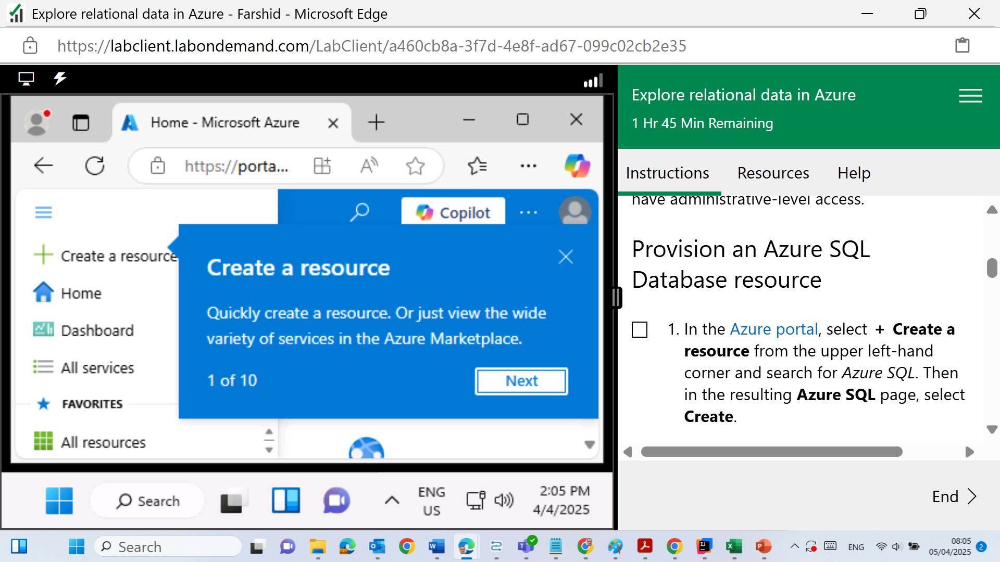 Explore relational data in Azure - Farshid - Microsoft Edge
https://labclient.labondemand.com/LabClient/a460cb8a-3f7d-4e8f-ad67-099c02cb2e35
Home - Microsoft Azure
https://porta...
Copilot
Create a resource
Home
Dashboard
All services
FAVORITES
All resources
Create a resource
Quickly create a resource. Or just view the wide
variety of services in the Azure Marketplace.
1 of 10
Next
Search
ENG
US
2:05 PM
4/4/2025
Explore relational data in Azure
1 Hr 45 Min Remaining
Instructions
Resources
Help
have administrative-level access.
Provision an Azure SQL
Database resource
1. In the Azure portal, select + Create a
resource from the upper left-hand
corner and search for Azure SQL. Then
in the resulting Azure SQL page, select
Create.
End
Search
ENG
08:05
05/04/2025
2